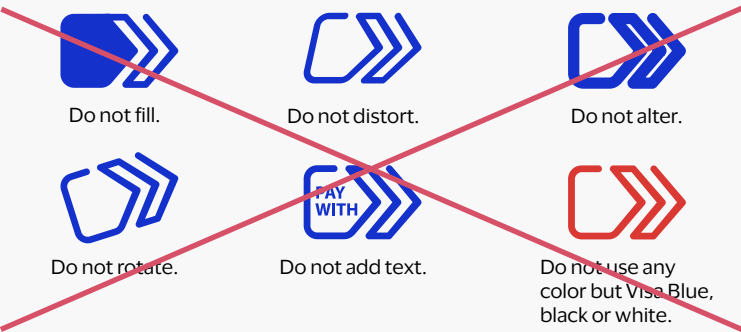 Do not fill.
Do not distort.
Do not alter.
PAY
WITH
Do not rotate.
Do not add text.
Do not use any
color but Visa Blue,
black or white.